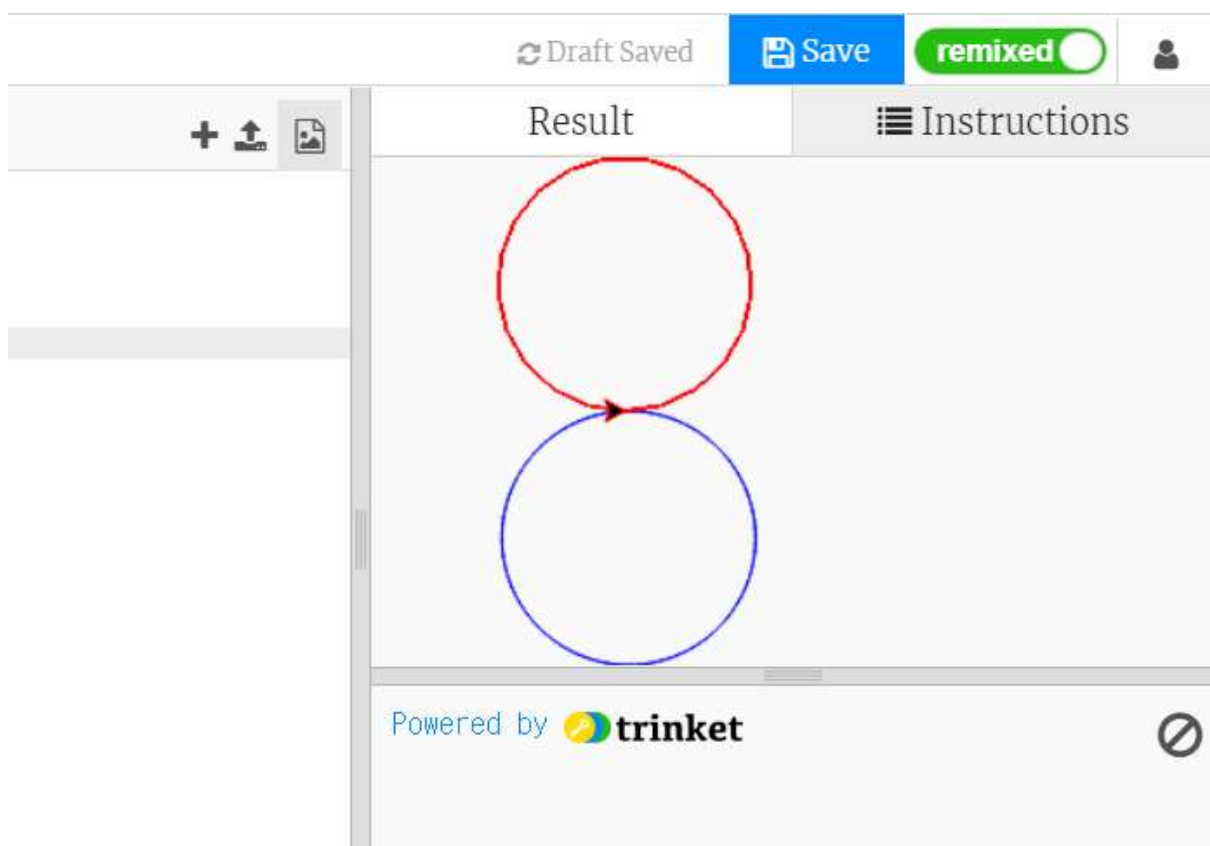 Draft Saved
Save
remixed
Result
Instructions
Powered by trinket